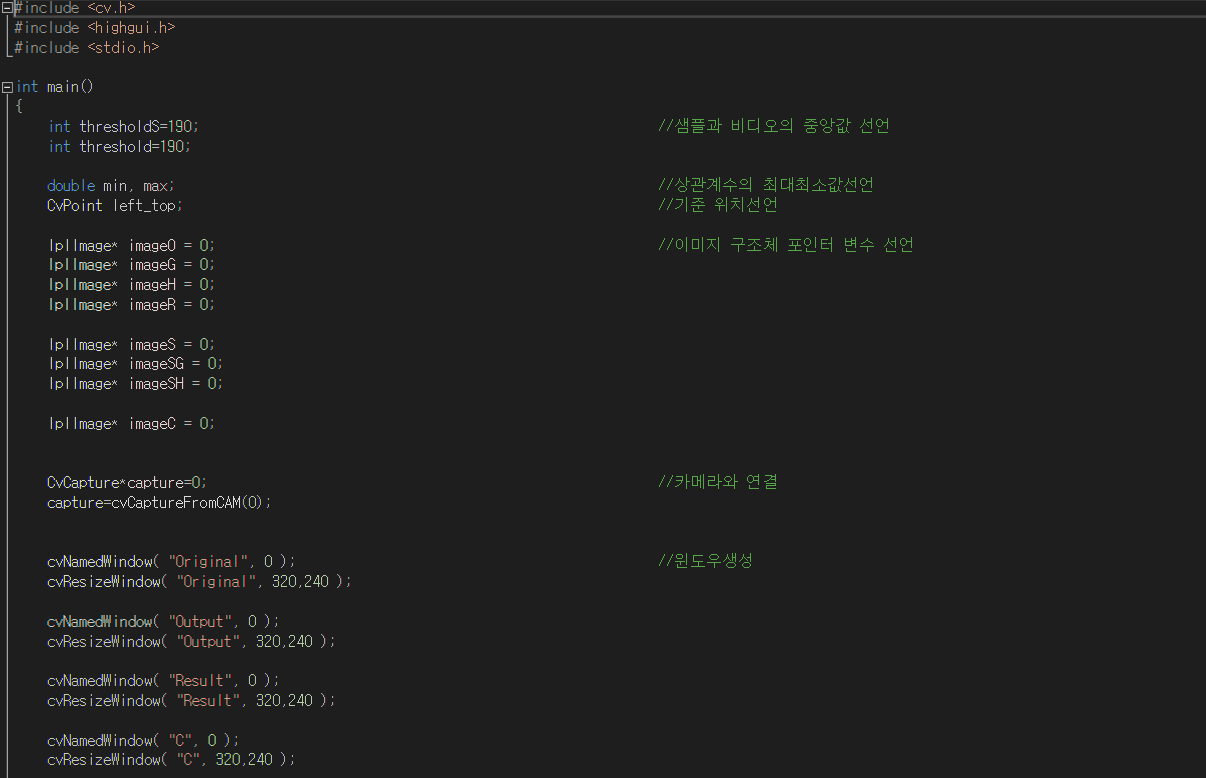 #include <cv.h>
#include <highgui.h>
#include <stdio.h>
int main()
{
int thresholdS=190; //샘플과 비디오의 중앙값 선언
int threshold=190;
double min, max; //상관계수의 최대최소값선언
CvPoint left_top; //기준 위치선언
IplImage* imageO = 0; //이미지 구조체 포인터 변수 선언
IplImage* imageG = 0;
IplImage* imageH = 0;
IplImage* imageR = 0;
IplImage* imageS = 0;
IplImage* imageSG = 0;
IplImage* imageSH = 0;
IplImage* imageC = 0;
CvCapture*capture=0; //카메라와 연결
capture=cvCaptureFromCAM(0);
cvNamedWindow( "Original", 0 ); //윈도우생성
cvResizeWindow( "Original", 320,240 );
cvNamedWindow( "Output", 0 );
cvResizeWindow( "Output", 320,240 );
cvNamedWindow( "Result", 0 );
cvResizeWindow( "Result", 320,240 );
cvNamedWindow( "C", 0 );
cvResizeWindow( "C", 320,240 );